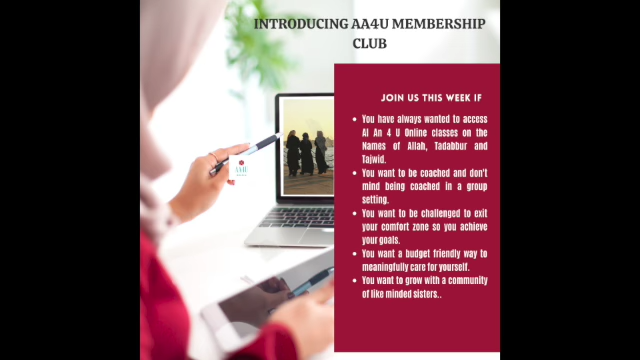 INTRODUCING AA4U MEMBERSHIP
CLUB
JOIN US THIS WEEK IF
• You have always wanted to access
Al An 4 U Online classes on the
Names of Allah, Tadabbur and
Tajwid.
• You want to be coached and don't
mind being coached in a group
setting.
• You want to be challenged to exit
your comfort zone so you achieve
your goals.
• You want a budget friendly way to
meaningfully care for yourself.
• You want to grow with a community
of like minded sisters..